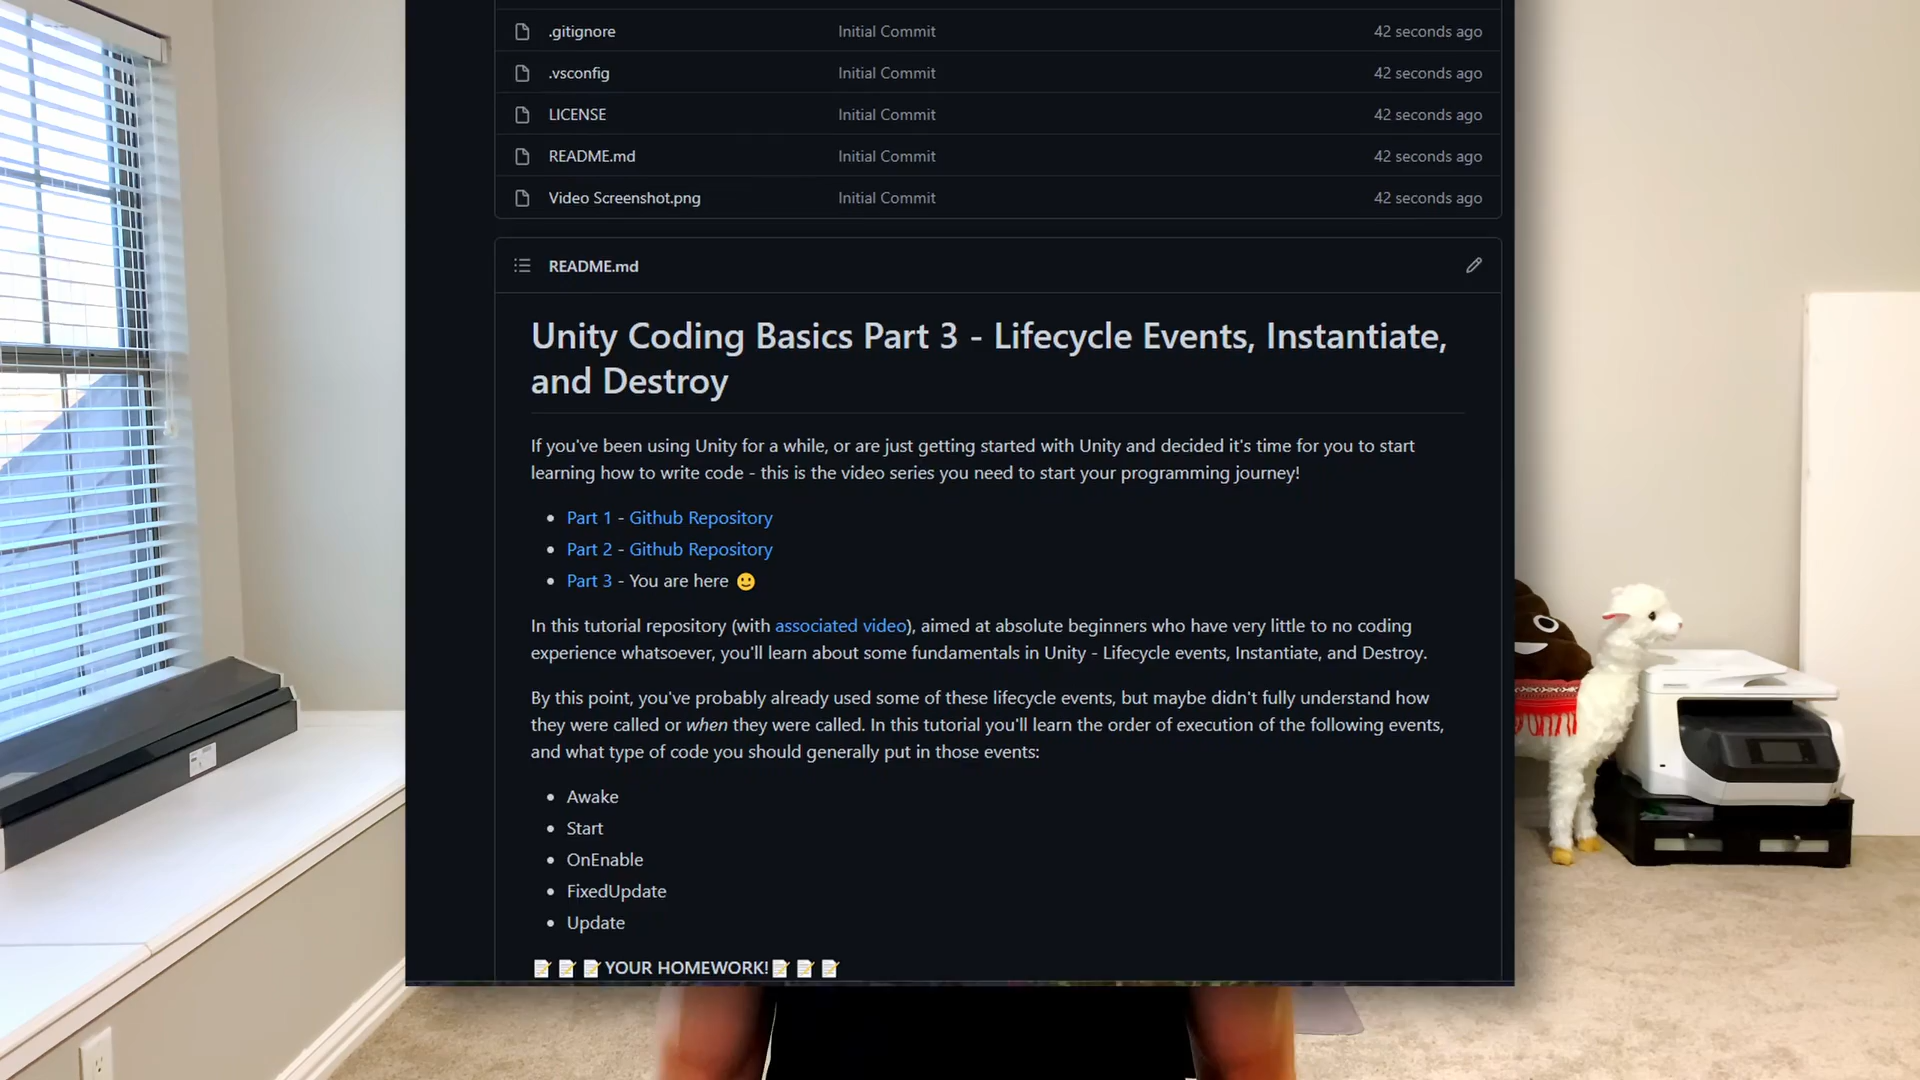 .gitignore Initial Commit 42 seconds ago
.vsconfig Initial Commit 42 seconds ago
LICENSE Initial Commit 42 seconds ago
README.md Initial Commit 42 seconds ago
Video Screenshot.png Initial Commit 42 seconds ago
README.md
Unity Coding Basics Part 3 - Lifecycle Events, Instantiate,
and Destroy
If you've been using Unity for a while, or are just getting started with Unity and decided it's time for you to start
learning how to write code - this is the video series you need to start your programming journey!
• Part 1 - Github Repository
• Part 2 - Github Repository
• Part 3 - You are here 🙂
In this tutorial repository (with associated video), aimed at absolute beginners who have very little to no coding
experience whatsoever, you'll learn about some fundamentals in Unity - Lifecycle events, Instantiate, and Destroy.
By this point, you've probably already used some of these lifecycle events, but maybe didn't fully understand how
they were called or when they were called. In this tutorial you'll learn the order of execution of the following events,
and what type of code you should generally put in those events:
• Awake
• Start
• OnEnable
• FixedUpdate
• Update
📝 📝 📝 YOUR HOMEWORK! 📝 📝 📝